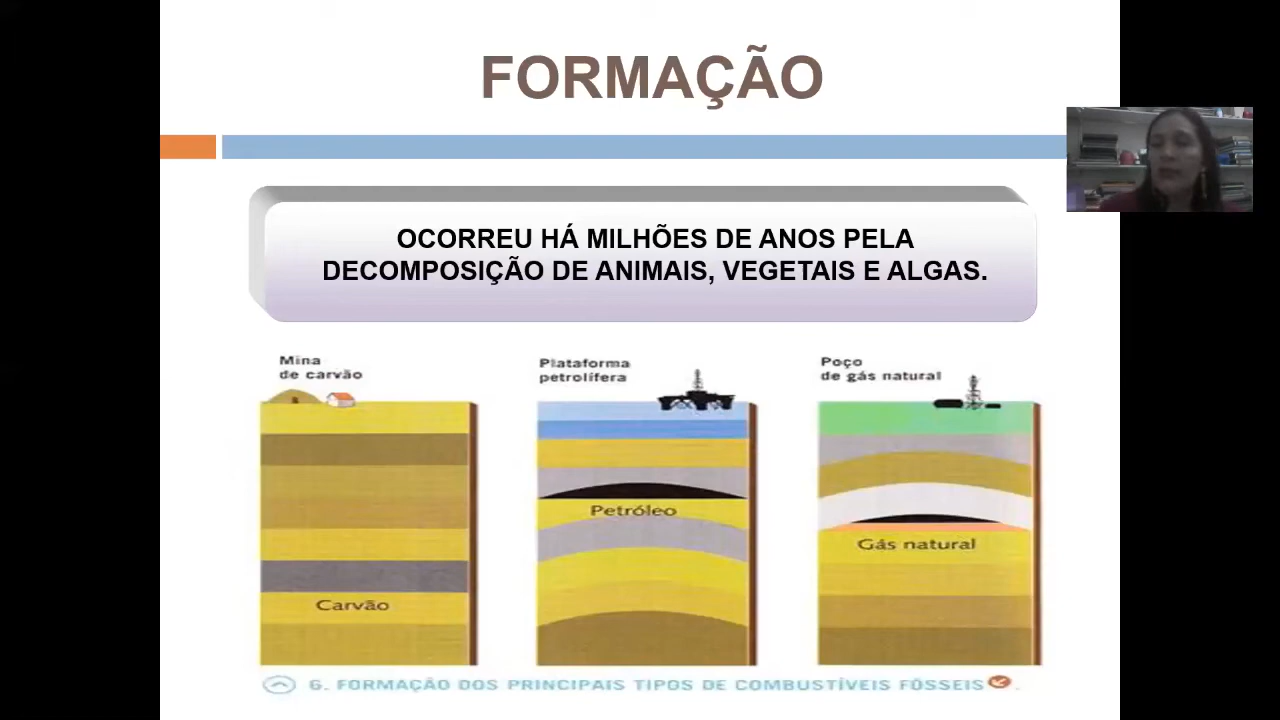 FORMAÇÃO
OCORREU HÁ MILHÕES DE ANOS PELA
DECOMPOSIÇÃO DE ANIMAIS, VEGETAIS E ALGAS.
Mina
de carvão
Plataforma
petrolífera
Poço
de gás natural
Petróleo
Gás natural
Carvão
6. FORMAÇÃO DOS PRINCIPAIS TIPOS DE COMBUSTÍVEIS FÓSSEIS